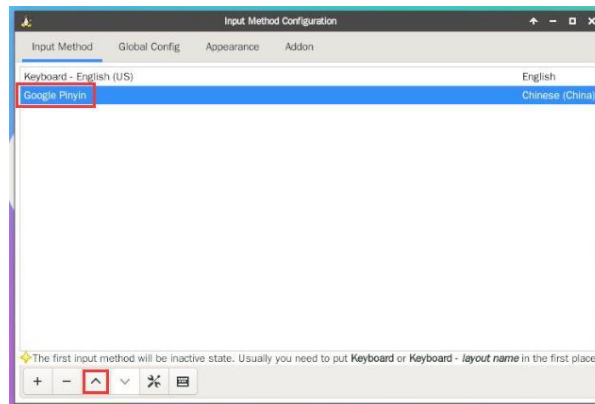 Input Method Configuration
Input Method Global Config Appearance Addon
Keyboard - English (US) English
Google Pinyin Chinese (China)
The first input method will be inactive state. Usually you need to put Keyboard or Keyboard - layout name in the first place